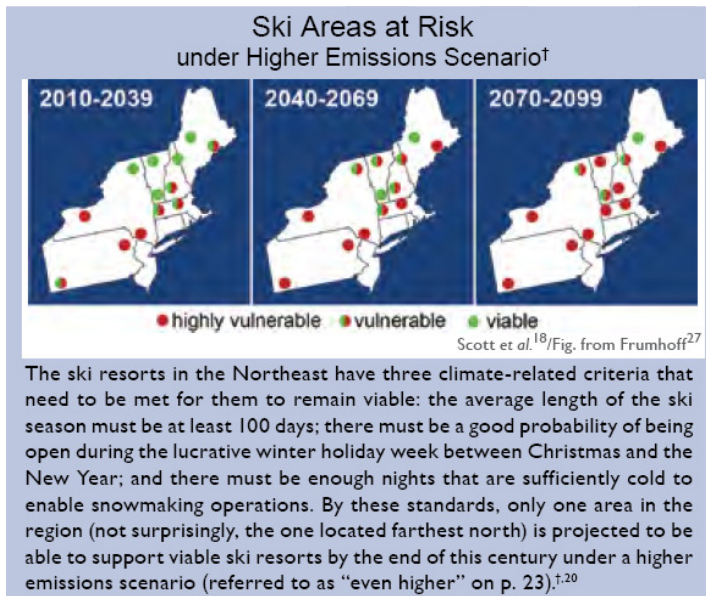 Ski Areas at Risk
under Higher Emissions Scenario†
2010-2039 2040-2069 2070-2099
highly vulnerable vulnerable viable
Scott et al.18/Fig. from Frumhoff27
The ski resorts in the Northeast have three climate-related criteria that
need to be met for them to remain viable: the average length of the ski
season must be at least 100 days; there must be a good probability of being
open during the lucrative winter holiday week between Christmas and the
New Year; and there must be enough nights that are sufficiently cold to
enable snowmaking operations. By these standards, only one area in the
region (not surprisingly, the one located farthest north) is projected to be
able to support viable ski resorts by the end of this century under a higher
emissions scenario (referred to as “even higher” on p. 23).†,20